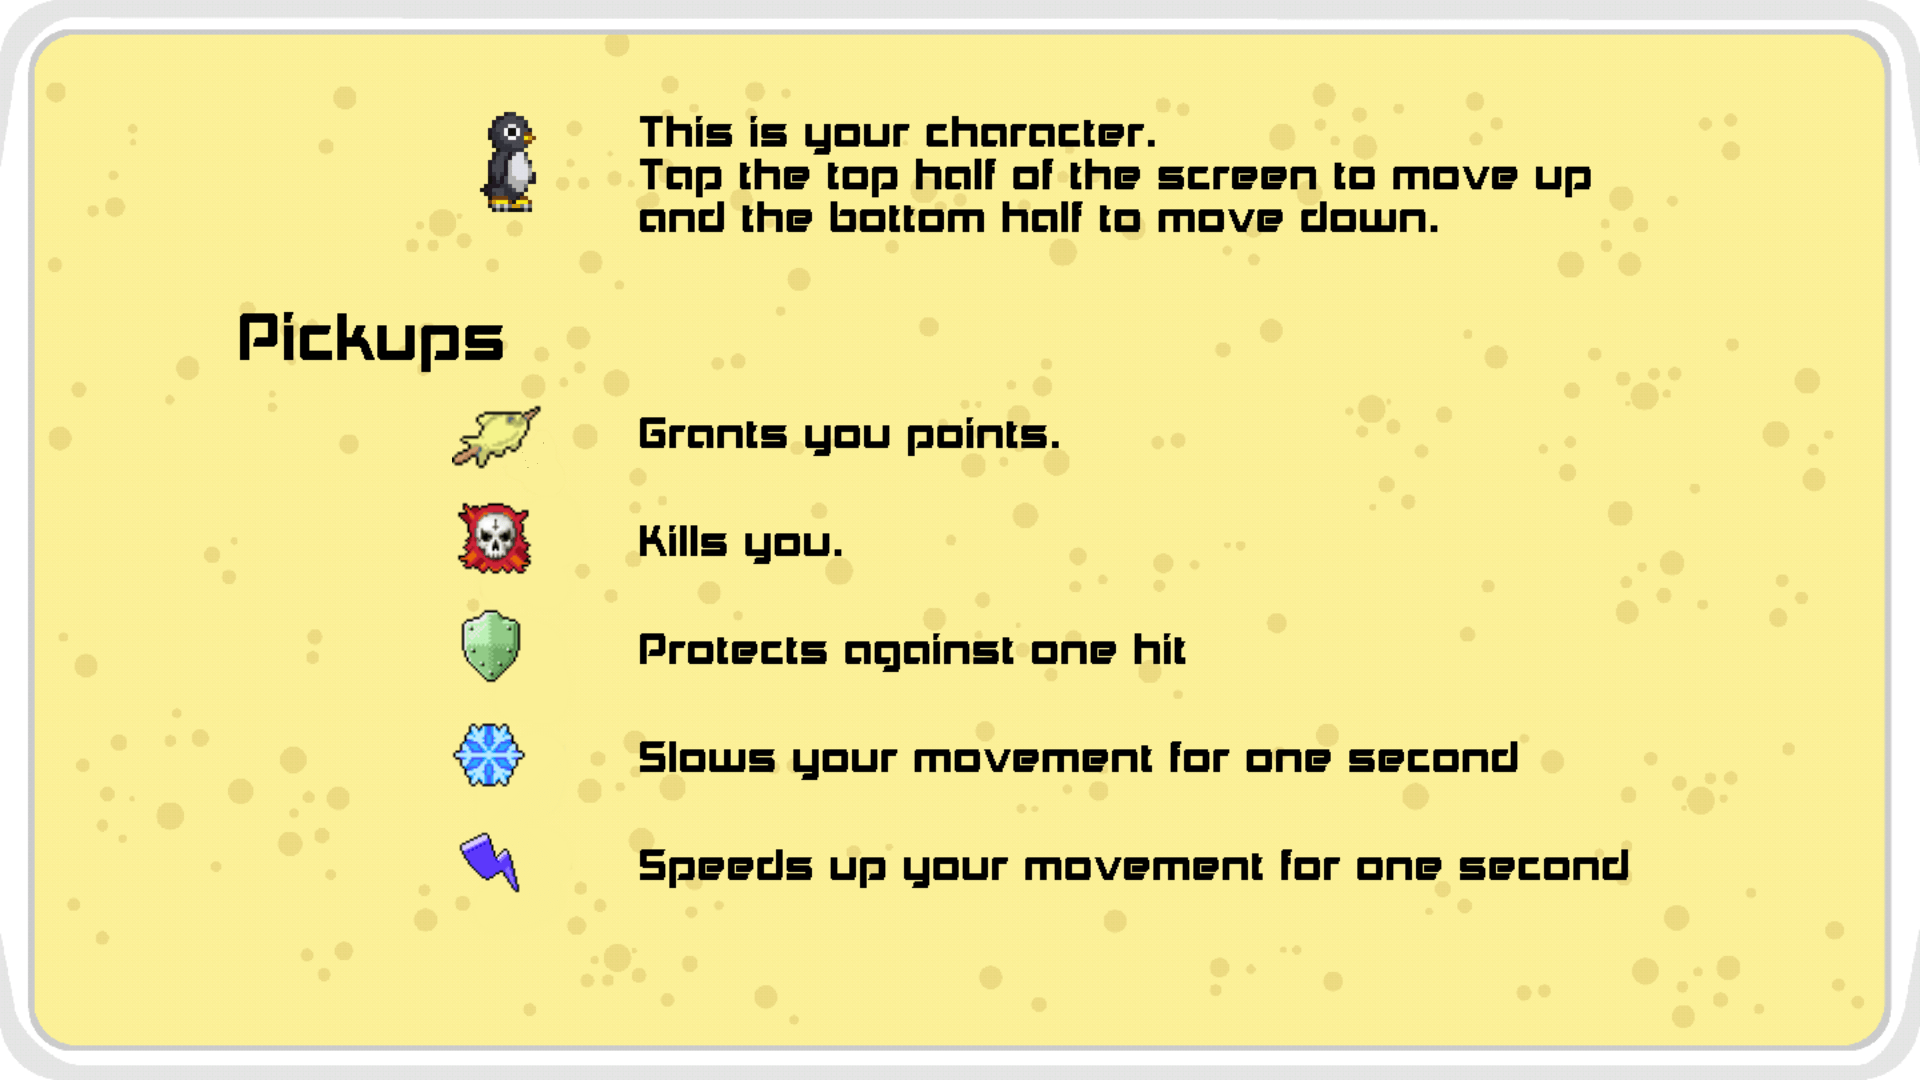 This is your character.
Tap the top half of the screen to move up
and the bottom half to move down.
Pickups
Grants you points.
Kills you.
Protects against one hit
Slows your movement for one second
Speeds up your movement for one second